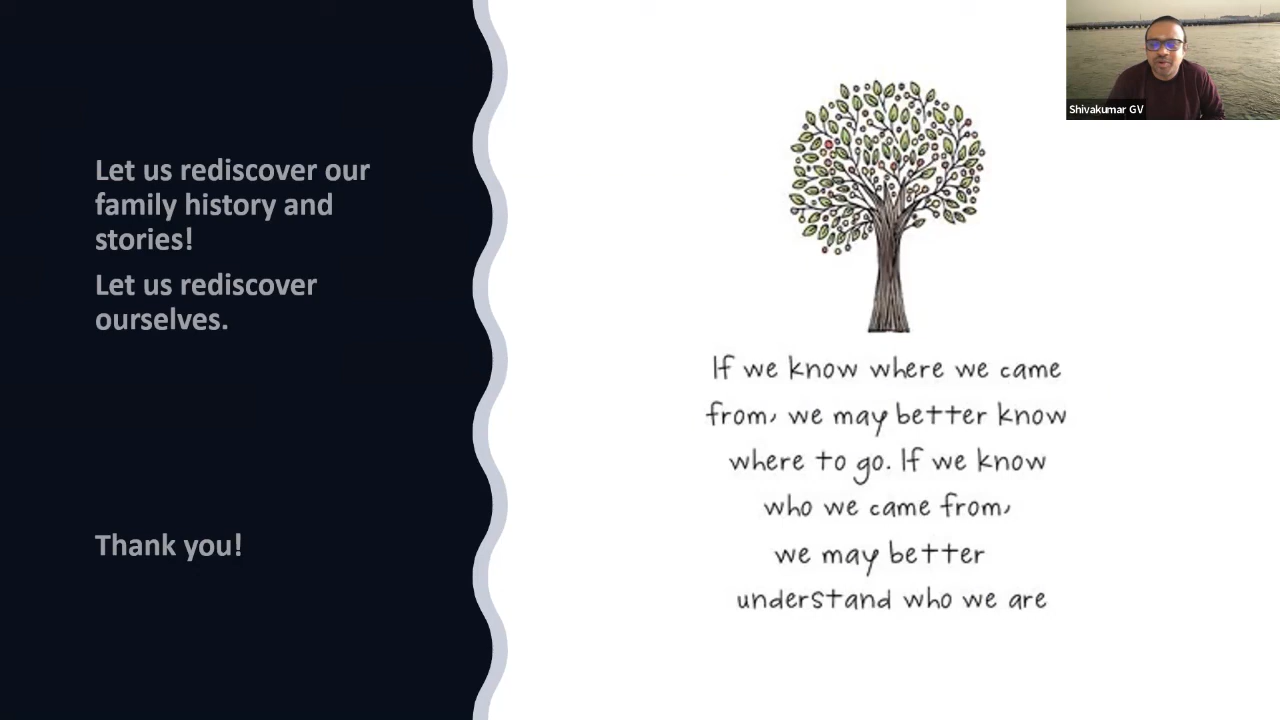 Let us rediscover our
family history and
stories!
Let us rediscover
ourselves.
Thank you!
If we know where we came
from, we may better know
where to go. If we know
who we came from,
we may better
understand who we are
Shivakumar GV